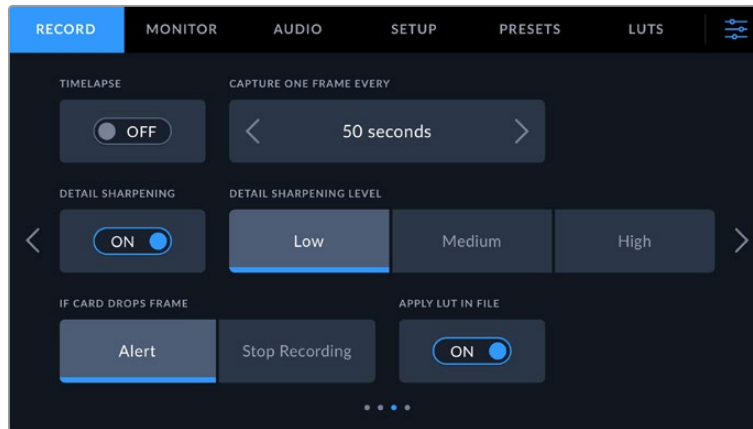 RECORD MONITOR AUDIO SETUP PRESETS LUTS
TIMELAPSE CAPTURE ONE FRAME EVERY
OFF 50 seconds
DETAIL SHARPENING DETAIL SHARPENING LEVEL
ON Low Medium High
IF CARD DROPS FRAME APPLY LUT IN FILE
Alert Stop Recording ON